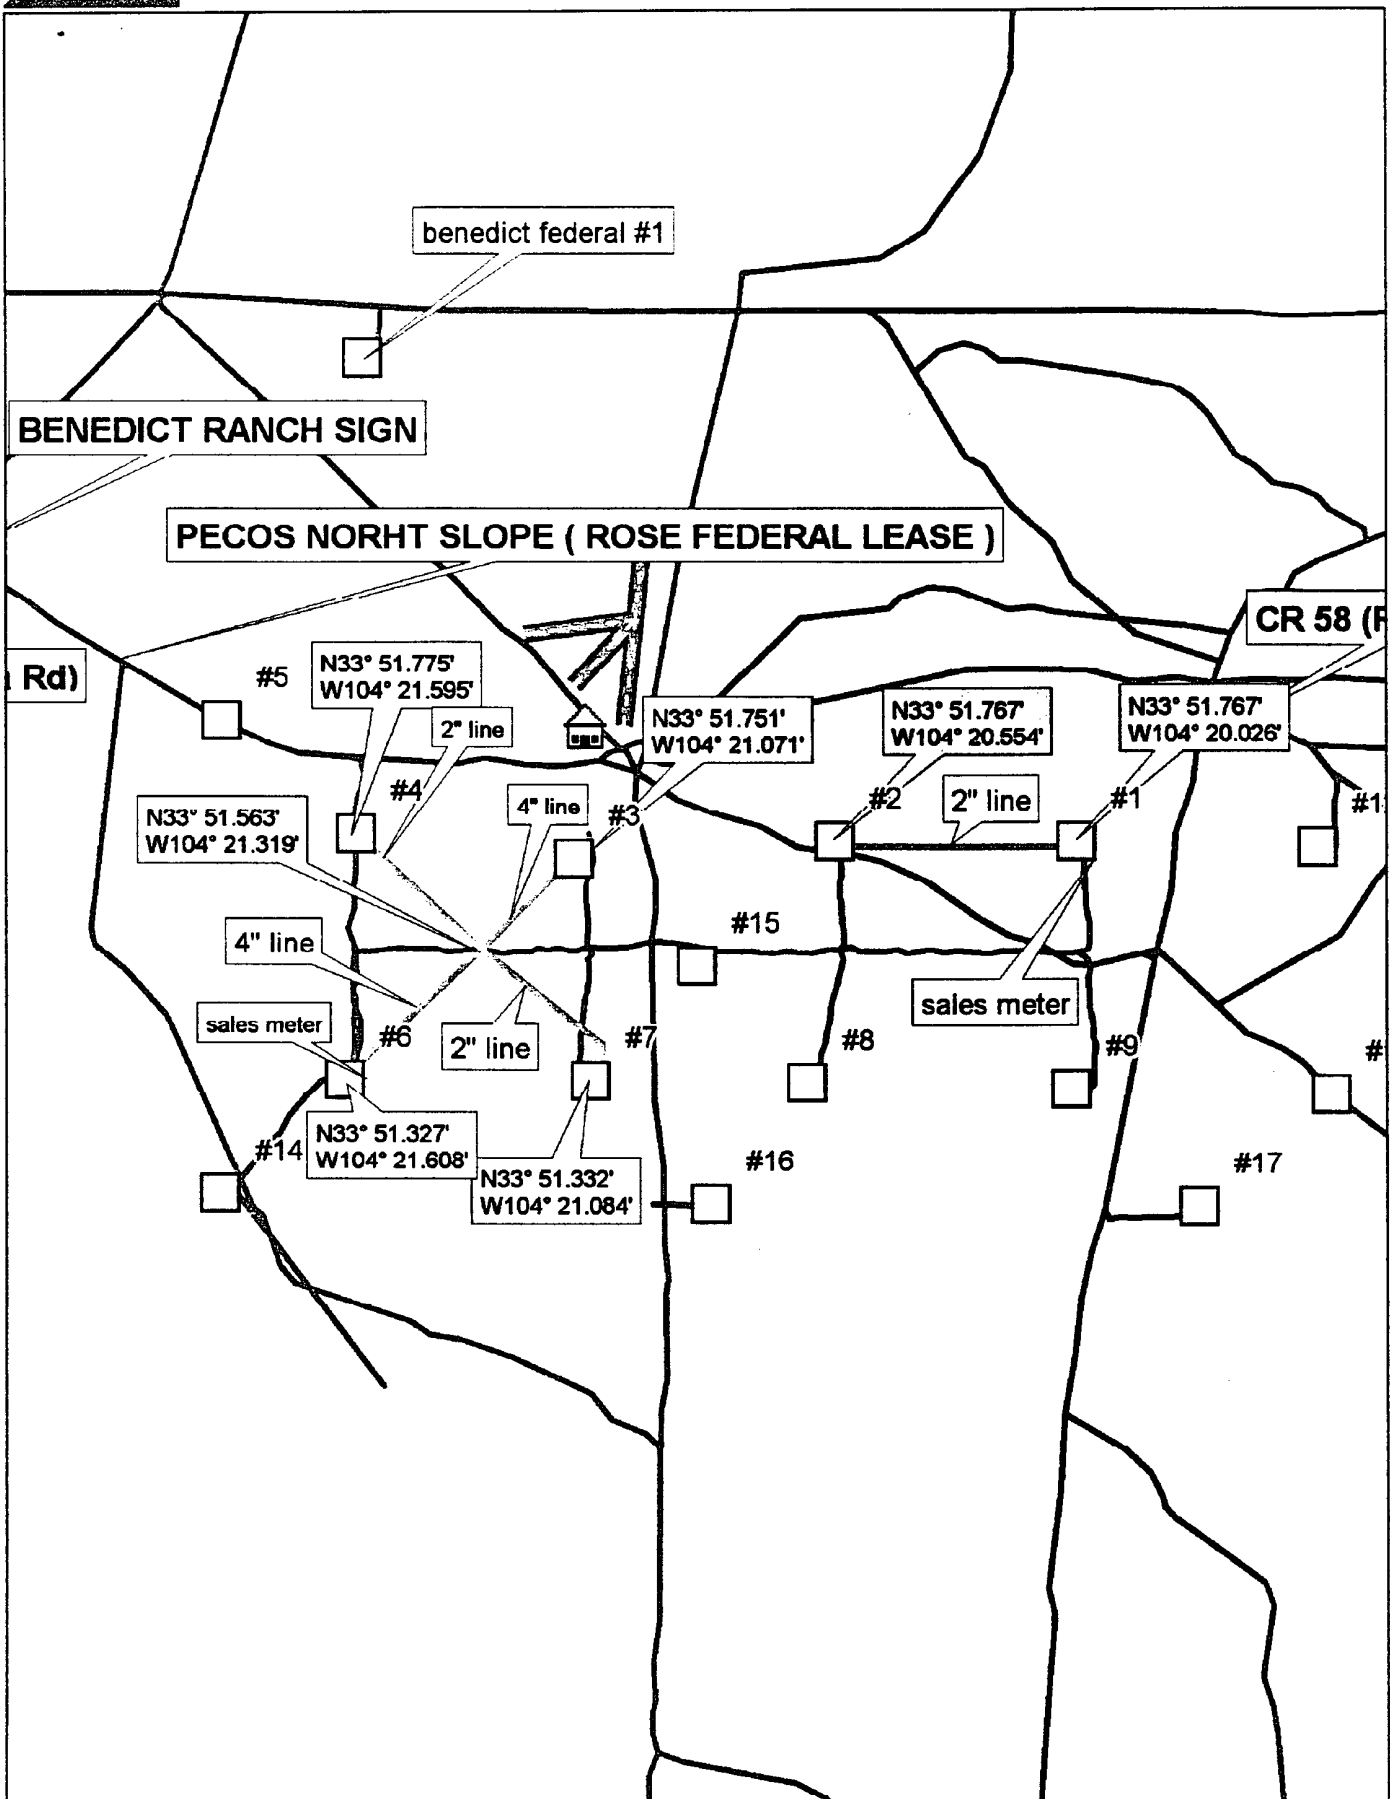 benedict federal #1
BENEDICT RANCH SIGN
PECOS NORHT SLOPE ( ROSE FEDERAL LEASE )
CR 58 (
Rd)
#5
N33° 51.775'
W104° 21.595'
2" line
N33° 51.751'
W104° 21.071'
N33° 51.767'
W104° 20.554'
N33° 51.767'
W104° 20.026'
#4
4" line
#3
#2
2" line
#1
#1
N33° 51.563'
W104° 21.319'
#15
4" line
sales meter
sales meter
#6
2" line
#7
#8
#9
#
N33° 51.327'
W104° 21.608'
#14
N33° 51.332'
W104° 21.084'
#16
#17